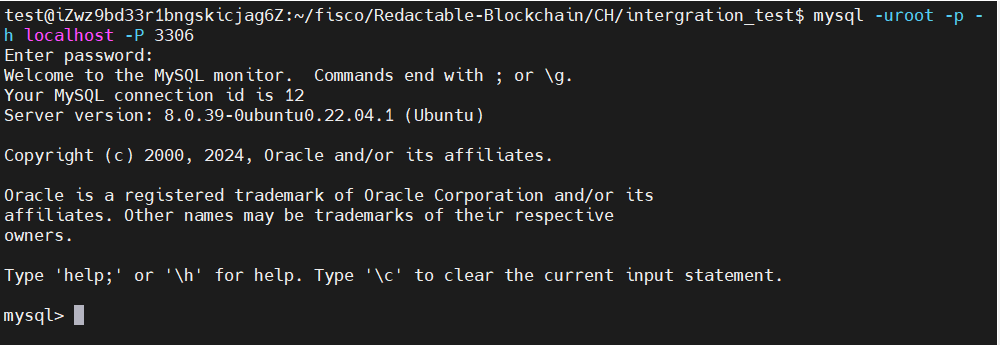 test@iZwz9bd33r1bngskicjag6Z:~/fisco/Redactable-Blockchain/CH/intergration_test$ mysql -uroot -p -
h localhost -P 3306
Enter password:
Welcome to the MySQL monitor.  Commands end with ; or \g.
Your MySQL connection id is 12
Server version: 8.0.39-0ubuntu0.22.04.1 (Ubuntu)
Copyright (c) 2000, 2024, Oracle and/or its affiliates.
Oracle is a registered trademark of Oracle Corporation and/or its
affiliates. Other names may be trademarks of their respective
owners.
Type 'help;' or '\h' for help. Type '\c' to clear the current input statement.
mysql>